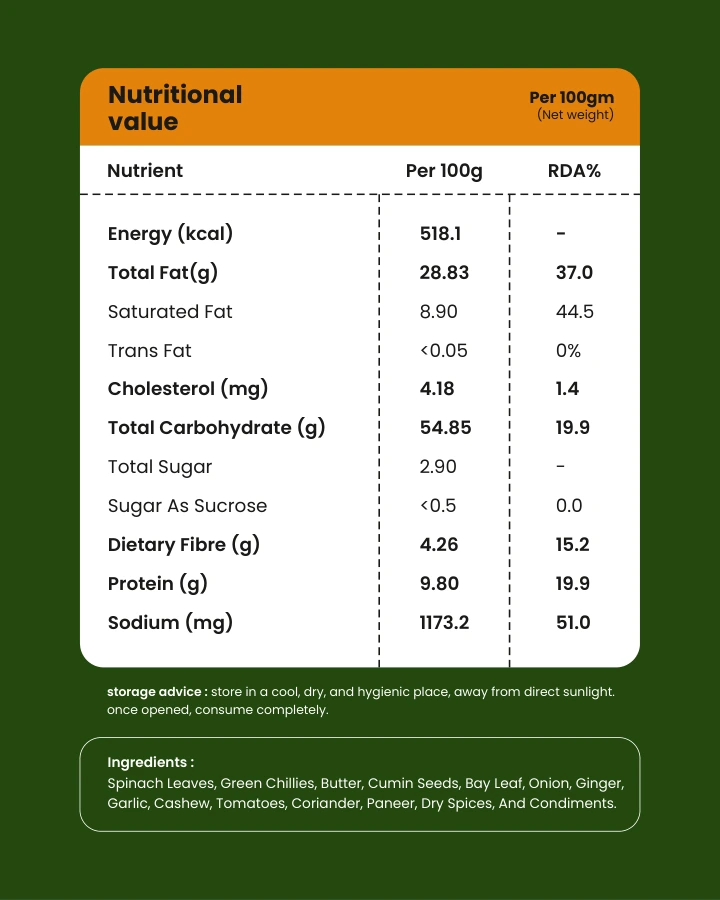 Nutritional
value
Per 100gm
(Net weight)
Nutrient Per 100g RDA%
Energy (kcal) 518.1 -
Total Fat(g) 28.83 37.0
Saturated Fat 8.90 44.5
Trans Fat <0.05 0%
Cholesterol (mg) 4.18 1.4
Total Carbohydrate (g) 54.85 19.9
Total Sugar 2.90 -
Sugar As Sucrose <0.5 0.0
Dietary Fibre (g) 4.26 15.2
Protein (g) 9.80 19.9
Sodium (mg) 1173.2 51.0
storage advice : store in a cool, dry, and hygienic place, away from direct sunlight.
once opened, consume completely.
Ingredients :
Spinach Leaves, Green Chillies, Butter, Cumin Seeds, Bay Leaf, Onion, Ginger,
Garlic, Cashew, Tomatoes, Coriander, Paneer, Dry Spices, And Condiments.